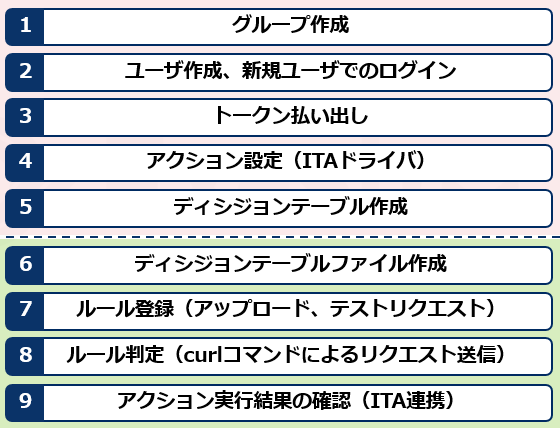 1 グループ作成
2 ユーザ作成、新規ユーザでのログイン
3 トークン払い出し
4 アクション設定（ITAドライバ）
5 ディシジョンテーブル作成
6 ディシジョンテーブルファイル作成
7 ルール登録（アップロード、テストリクエスト）
8 ルール判定（curlコマンドによるリクエスト送信）
9 アクション実行結果の確認（ITA連携）